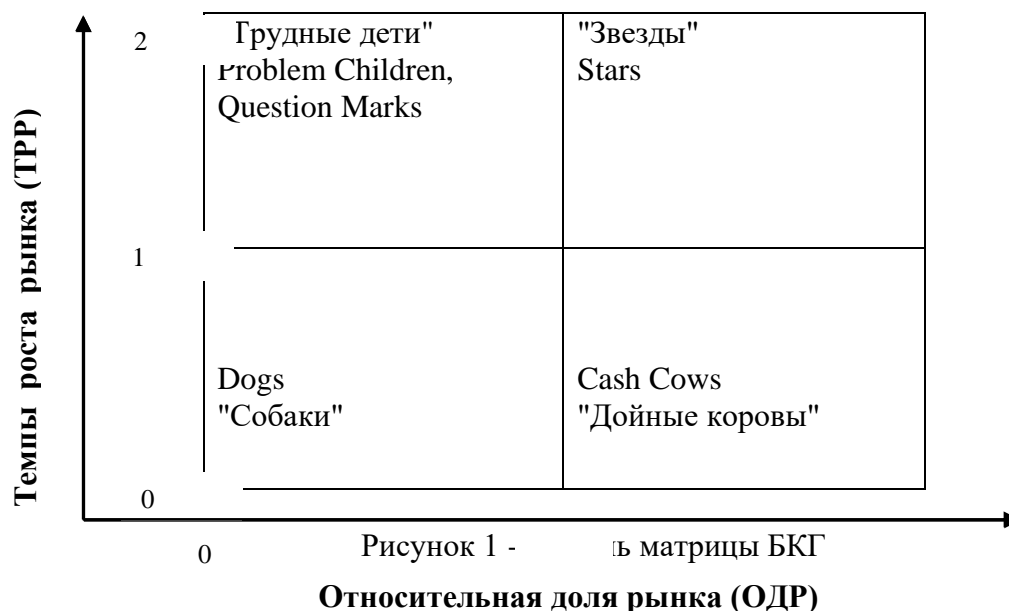 Темпы роста рынка (ТРР)
2
Грудные дети"
Problem Children,
Question Marks
"Звезды"
Stars
1
Dogs
"Собаки"
Cash Cows
"Дойные коровы"
0
0
Рисунок 1 - матрицы БКГ
Относительная доля рынка (ОДР)